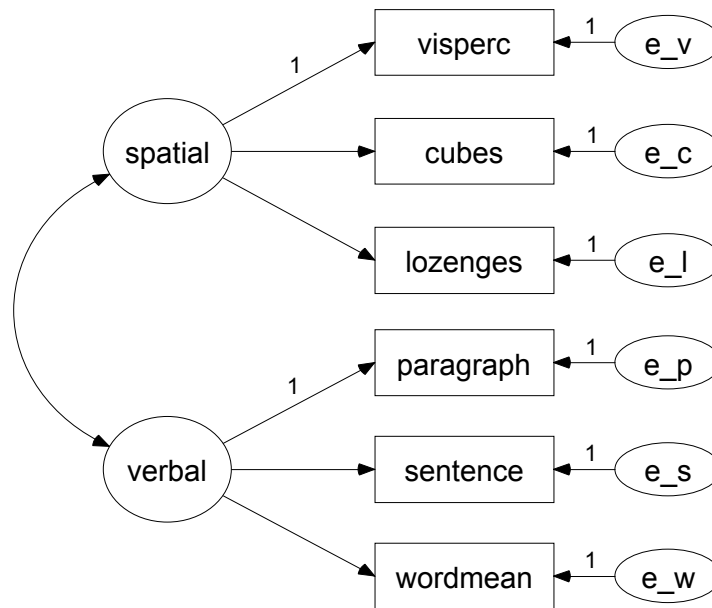 1 visperc 1 e_v
spatial cubes 1 e_c
lozenges 1 e_l
1 paragraph 1 e_p
verbal sentence 1 e_s
wordmean 1 e_w